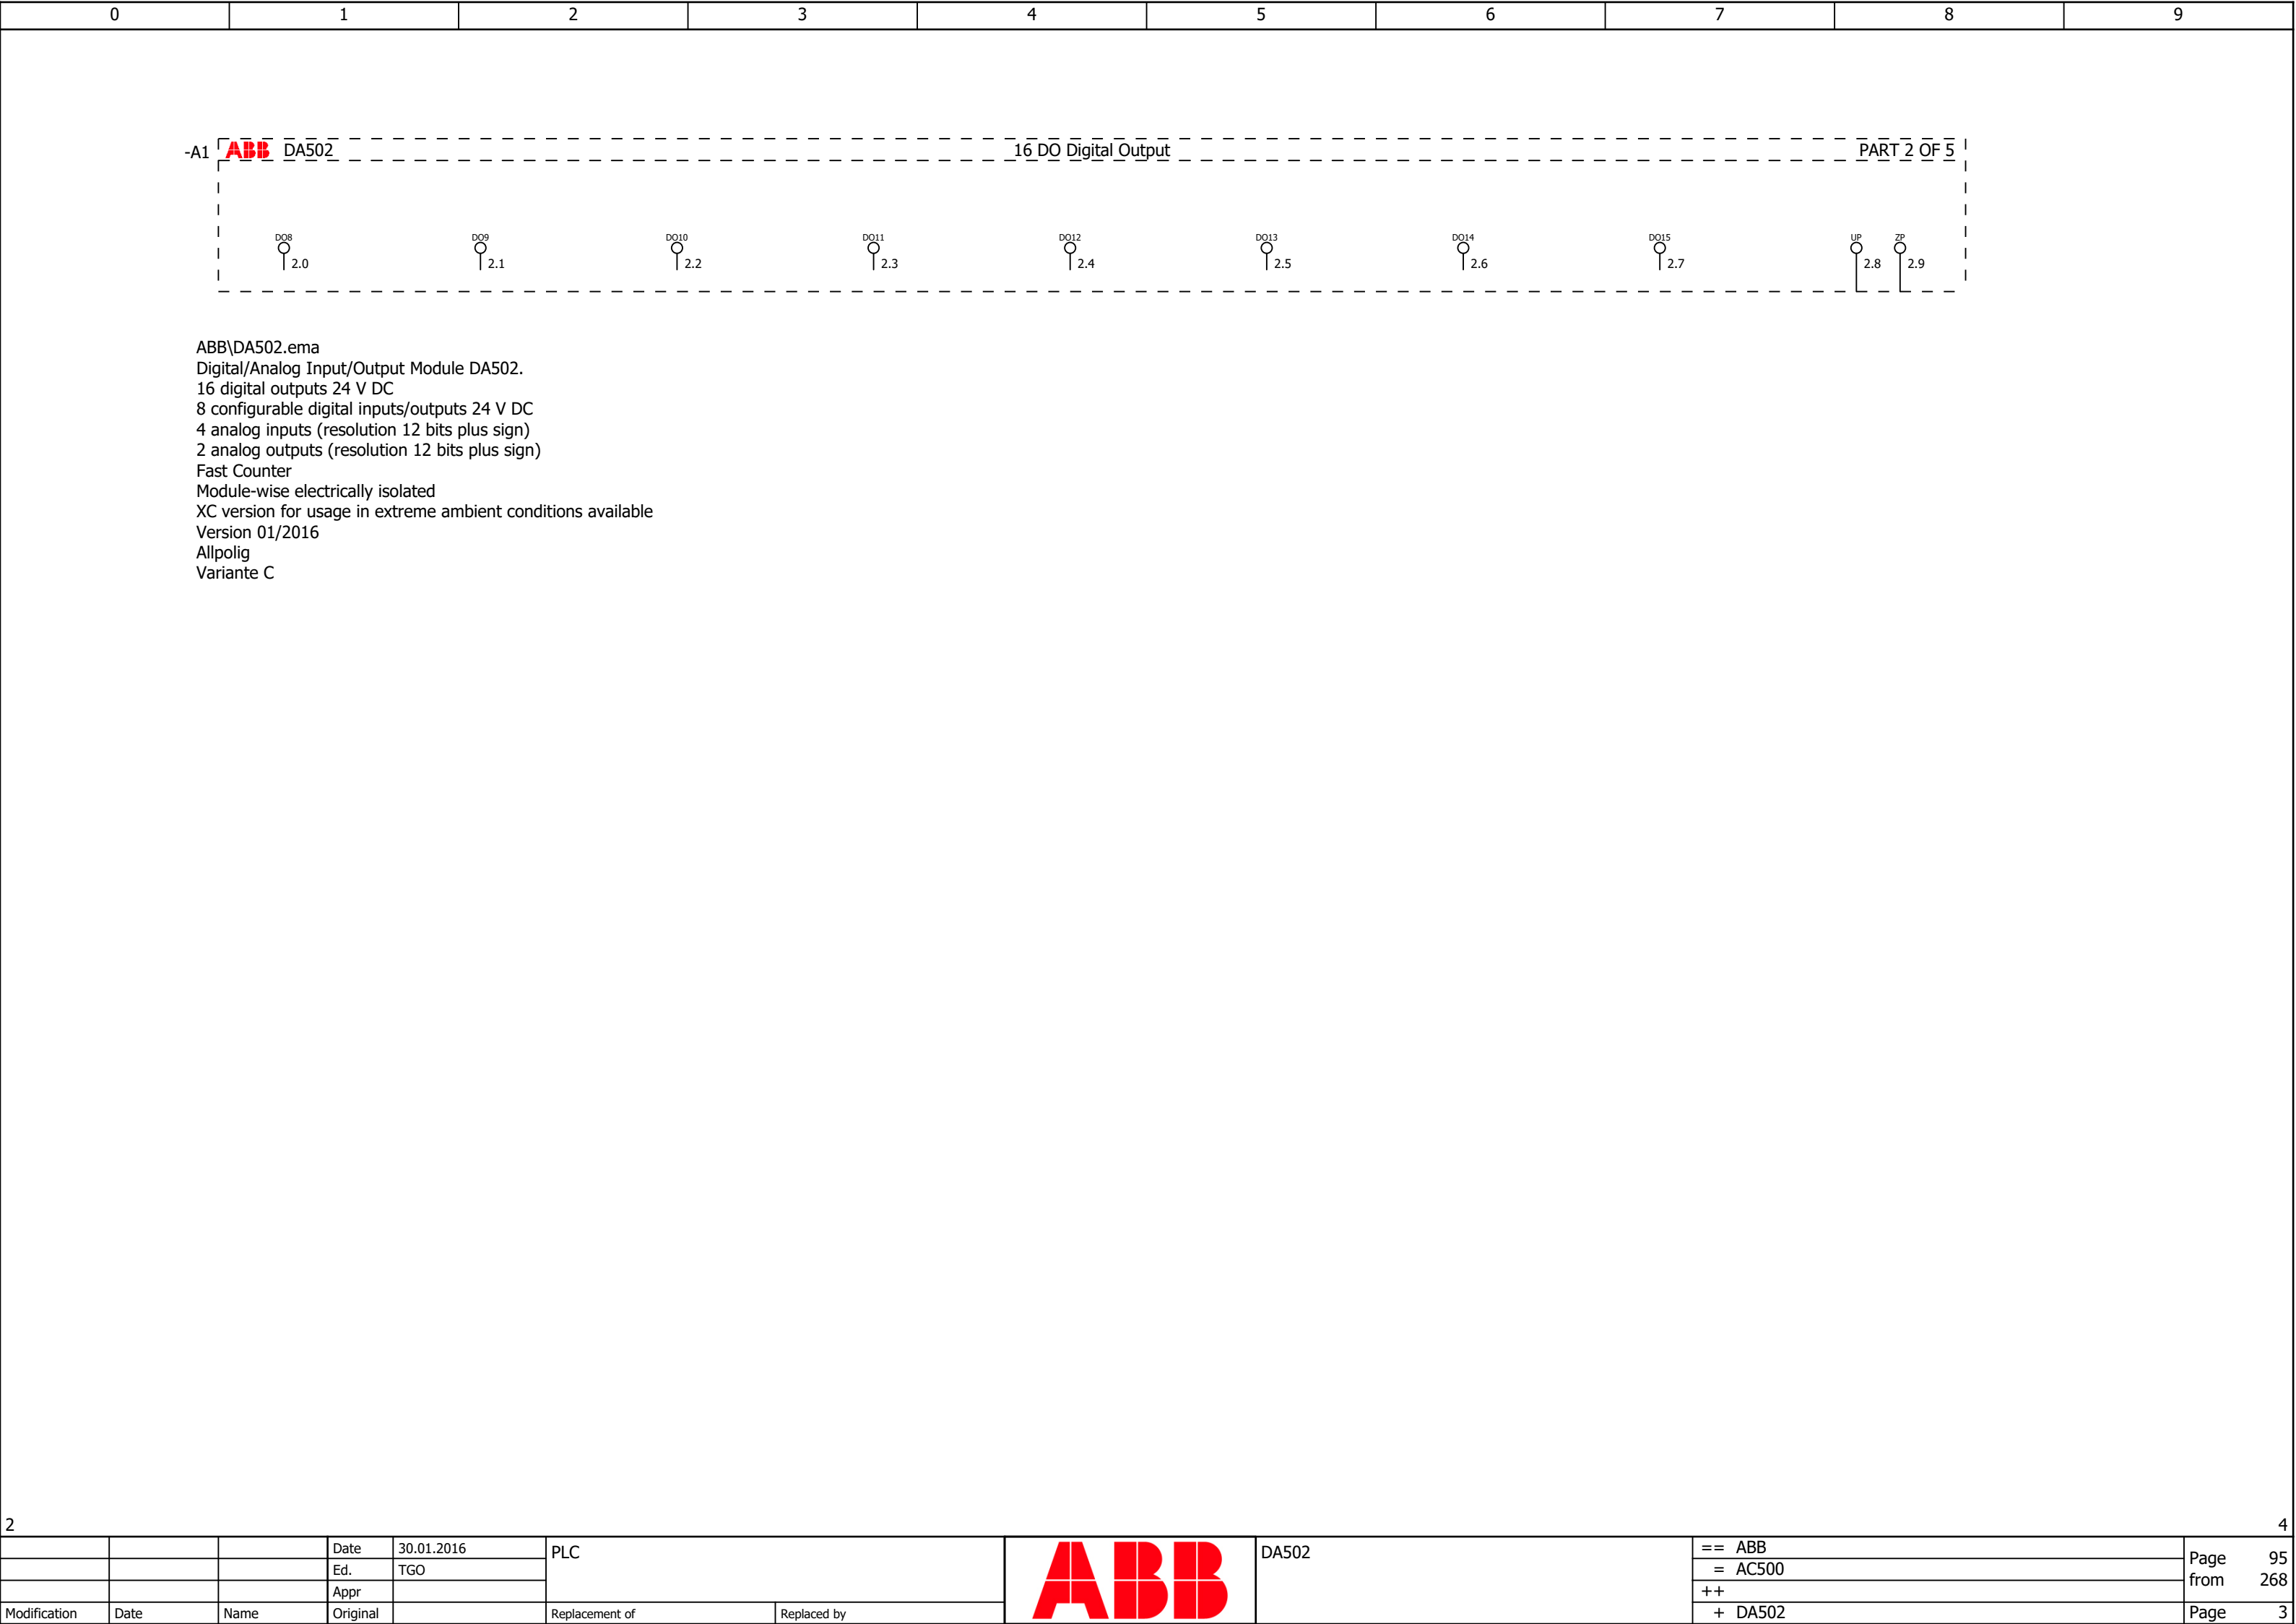 0 1 2 3 4 5 6 7 8 9
-A1 ABB DA502 16 DO Digital Output PART 2 OF 5
DO8 DO9 DO10 DO11 DO12 DO13 DO14 DO15 UP ZP
2.0 2.1 2.2 2.3 2.4 2.5 2.6 2.7 2.8 2.9
ABB\DA502.ema
Digital/Analog Input/Output Module DA502.
16 digital outputs 24 V DC
8 configurable digital inputs/outputs 24 V DC
4 analog inputs (resolution 12 bits plus sign)
2 analog outputs (resolution 12 bits plus sign)
Fast Counter
Module-wise electrically isolated
XC version for usage in extreme ambient conditions available
Version 01/2016
Allpolig
Variante C
2 4
Date 30.01.2016 PLC ABB DA502 == ABB Page 95
Ed. TGO = AC500 from 268
Appr ++
Modification Date Name Original Replacement of Replaced by + DA502 Page 3